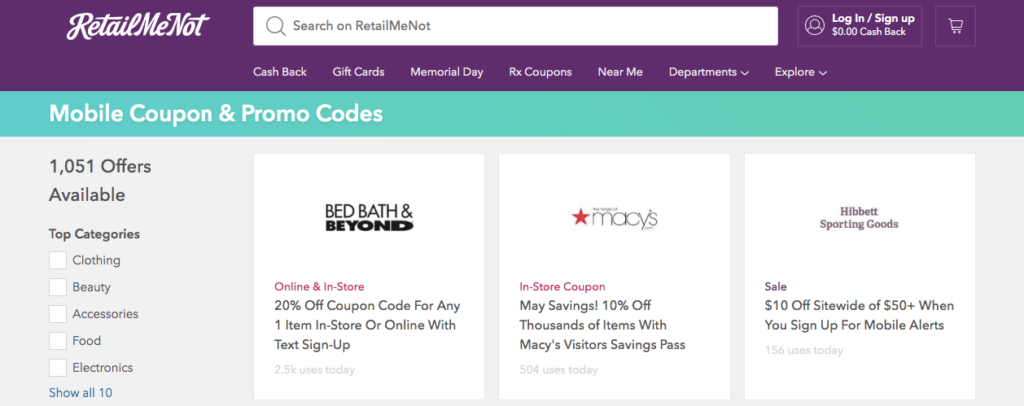 RetailMeNot
Search on RetailMeNot
Log In / Sign up
$0.00 Cash Back
Cash Back
Gift Cards
Memorial Day
Rx Coupons
Near Me
Departments
Explore
Mobile Coupon & Promo Codes
1,051 Offers
Available
Top Categories
Clothing
Beauty
Accessories
Food
Electronics
Show all 10
BED BATH &
BEYOND
Online & In-Store
20% Off Coupon Code For Any
1 Item In-Store Or Online With
Text Sign-Up
2.5k uses today
the magic of
macy's
.com
In-Store Coupon
May Savings! 10% Off
Thousands of Items With
Macy's Visitors Savings Pass
504 uses today
Hibbett
Sporting Goods
Sale
$10 Off Sitewide of $50+ When
You Sign Up For Mobile Alerts
156 uses today